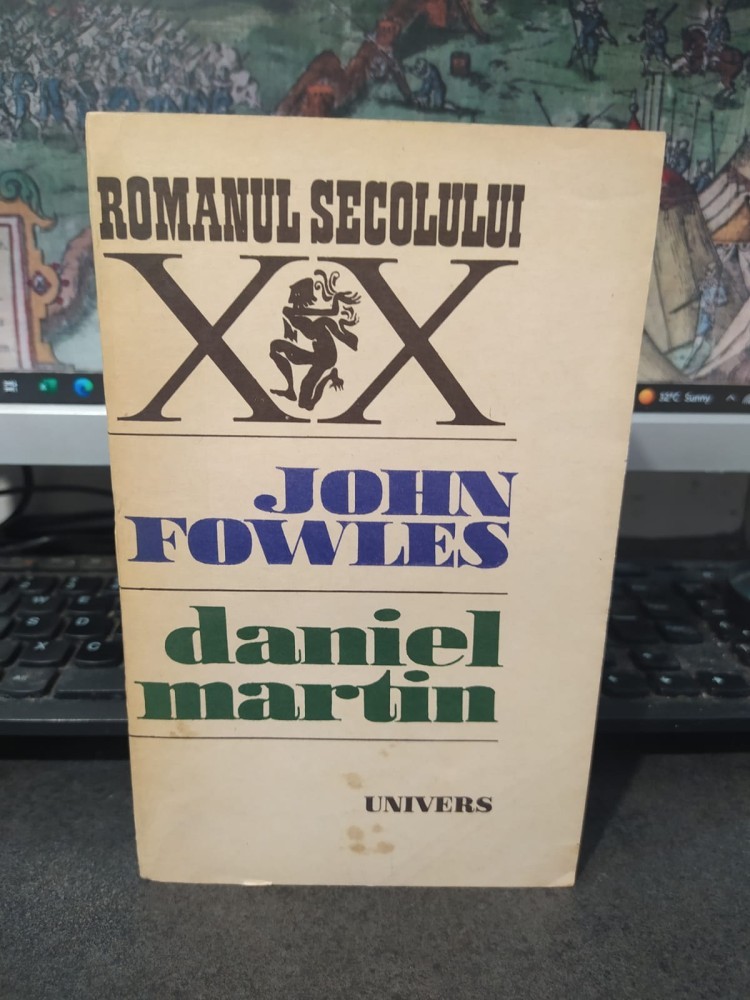 ROMANUL SECOLULUI
XX
JOHN
FOWLES
daniel
martin
UNIVERS
32°C Sunny
W
S D
X C